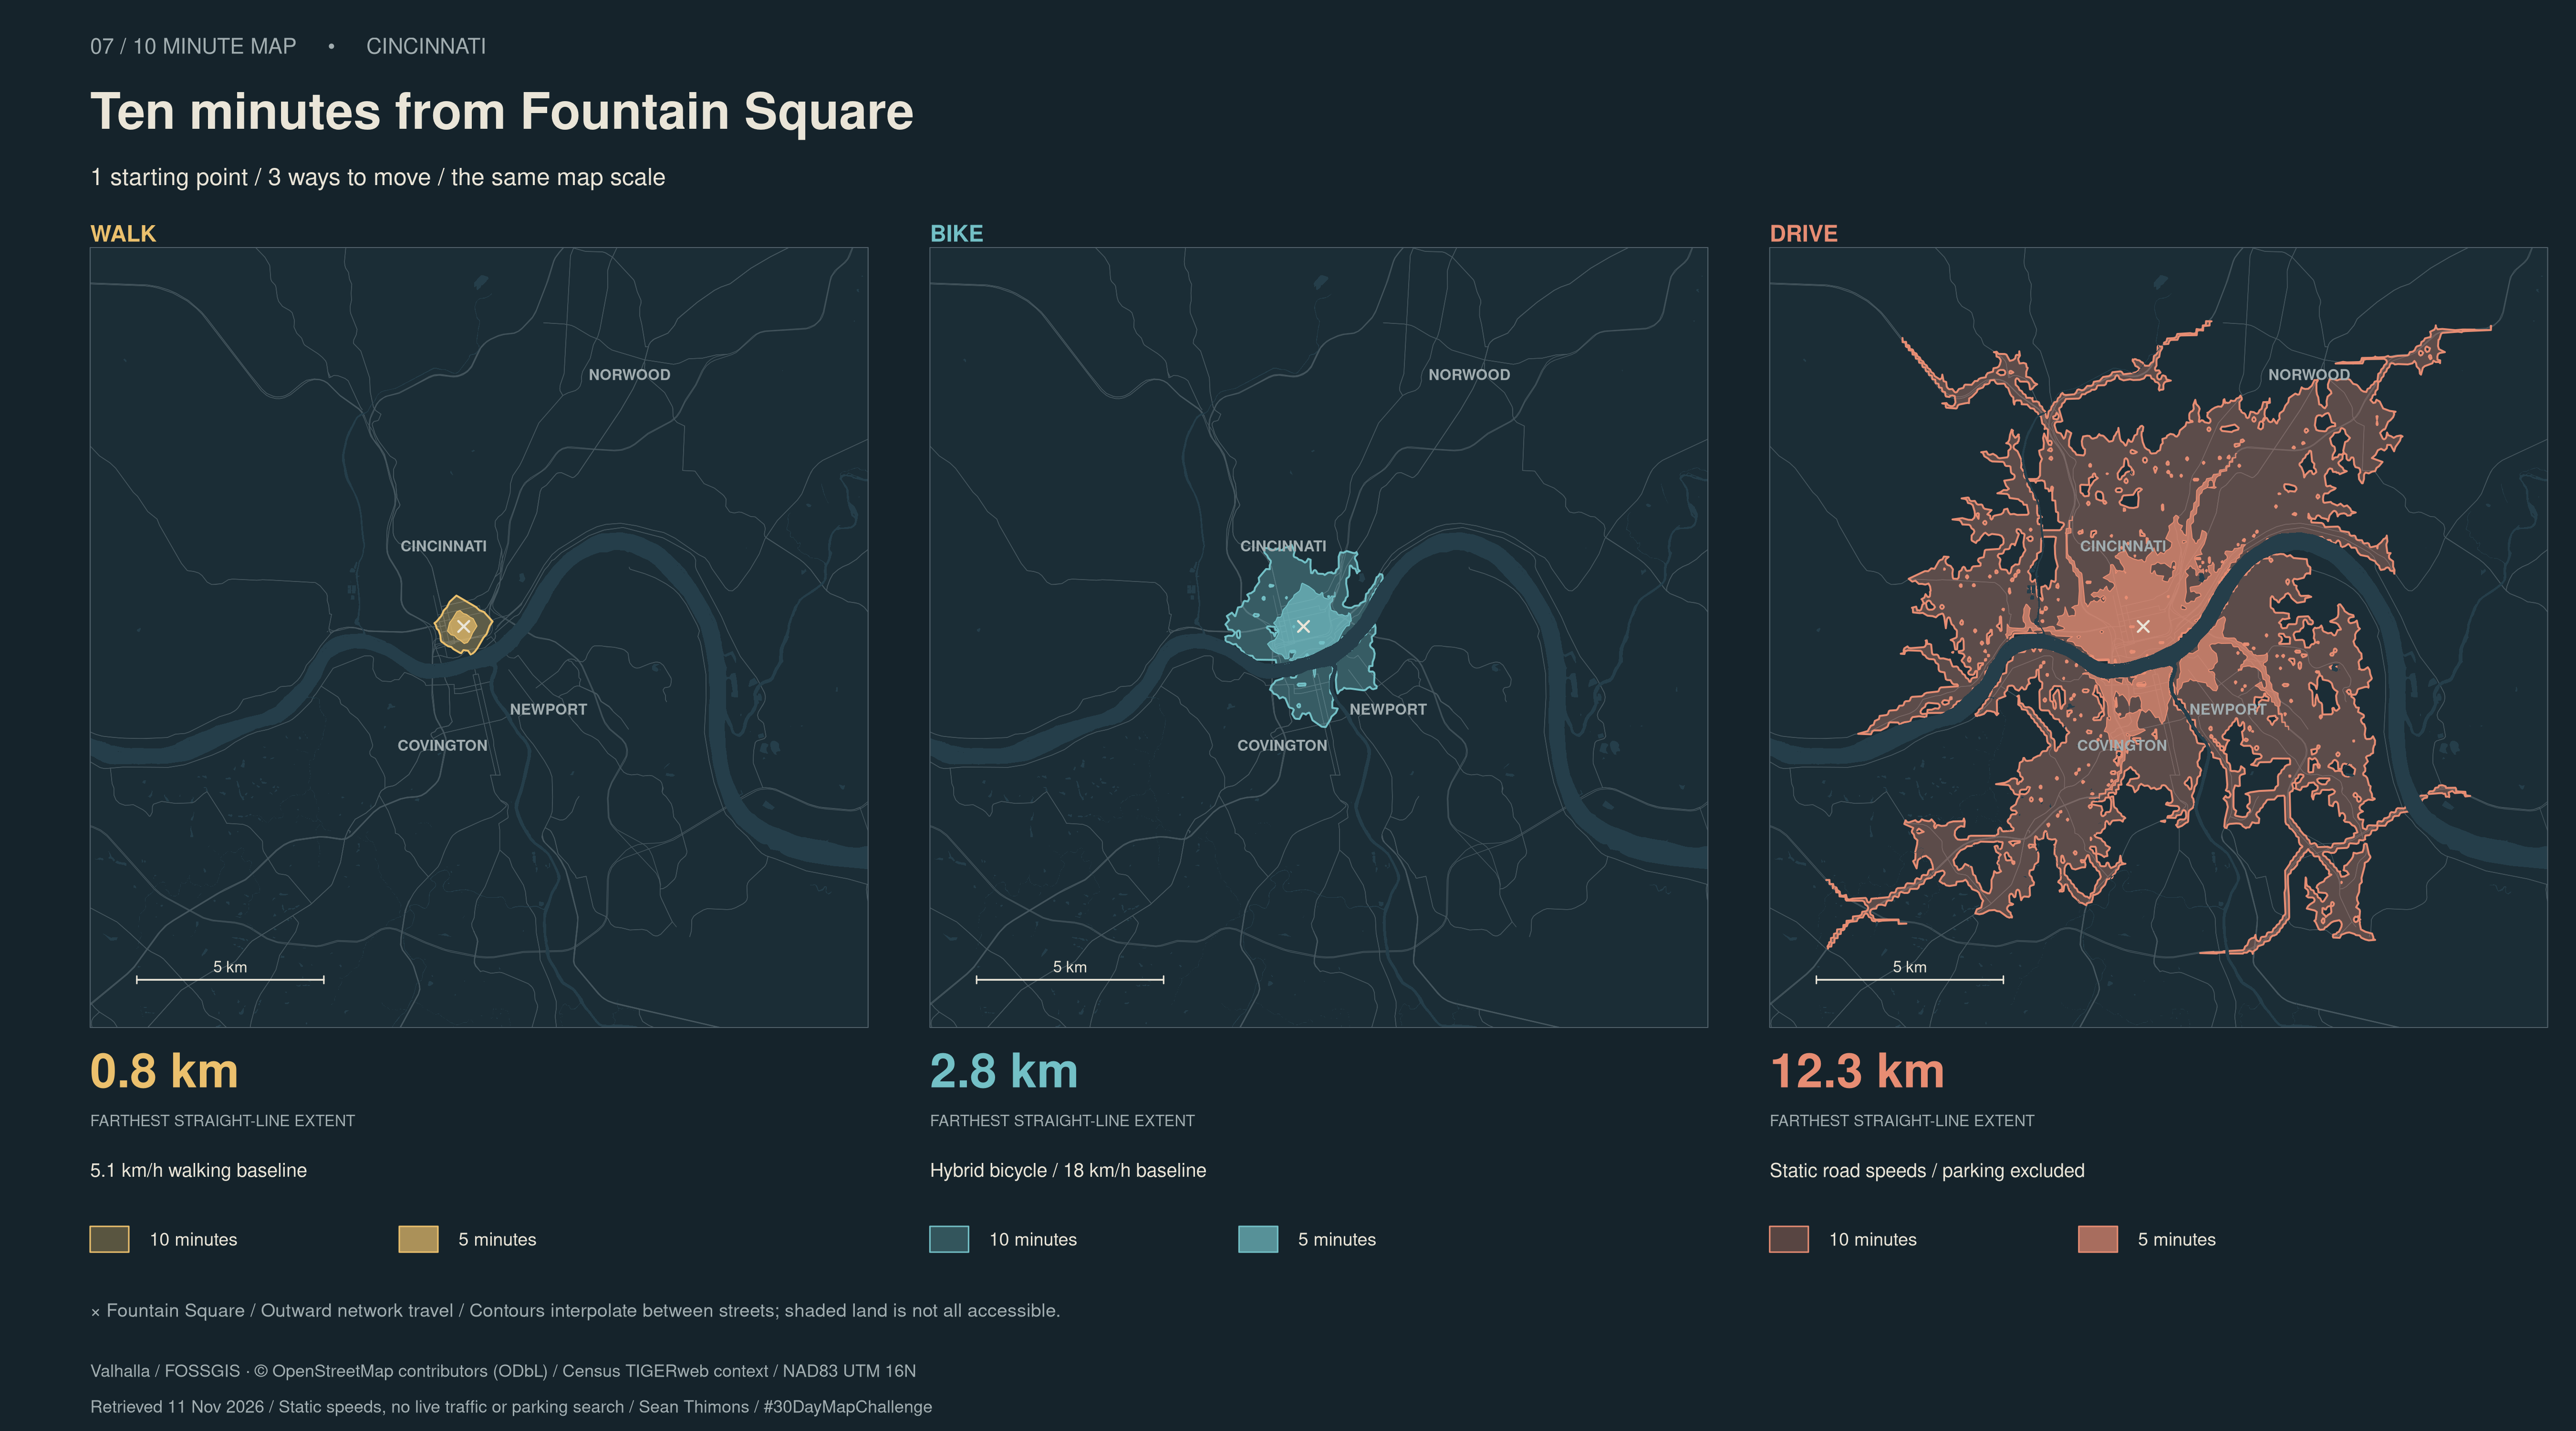 07 / 10 MINUTE MAP • CINCINNATI
Ten minutes from Fountain Square
1 starting point / 3 ways to move / the same map scale
WALK
NORWOOD
CINCINNATI
NEWPORT
COVINGTON
5 km
0.8 km
FARTHEST STRAIGHT-LINE EXTENT
5.1 km/h walking baseline
10 minutes
5 minutes
BIKE
NORWOOD
CINCINNATI
NEWPORT
COVINGTON
5 km
2.8 km
FARTHEST STRAIGHT-LINE EXTENT
Hybrid bicycle / 18 km/h baseline
10 minutes
5 minutes
DRIVE
NORWOOD
CINCINNATI
NEWPORT
COVINGTON
5 km
12.3 km
FARTHEST STRAIGHT-LINE EXTENT
Static road speeds / parking excluded
10 minutes
5 minutes
× Fountain Square / Outward network travel / Contours interpolate between streets; shaded land is not all accessible.
Valhalla / FOSSGIS · © OpenStreetMap contributors (ODbL) / Census TIGERweb context / NAD83 UTM 16N
Retrieved 11 Nov 2026 / Static speeds, no live traffic or parking search / Sean Thimons / #30DayMapChallenge